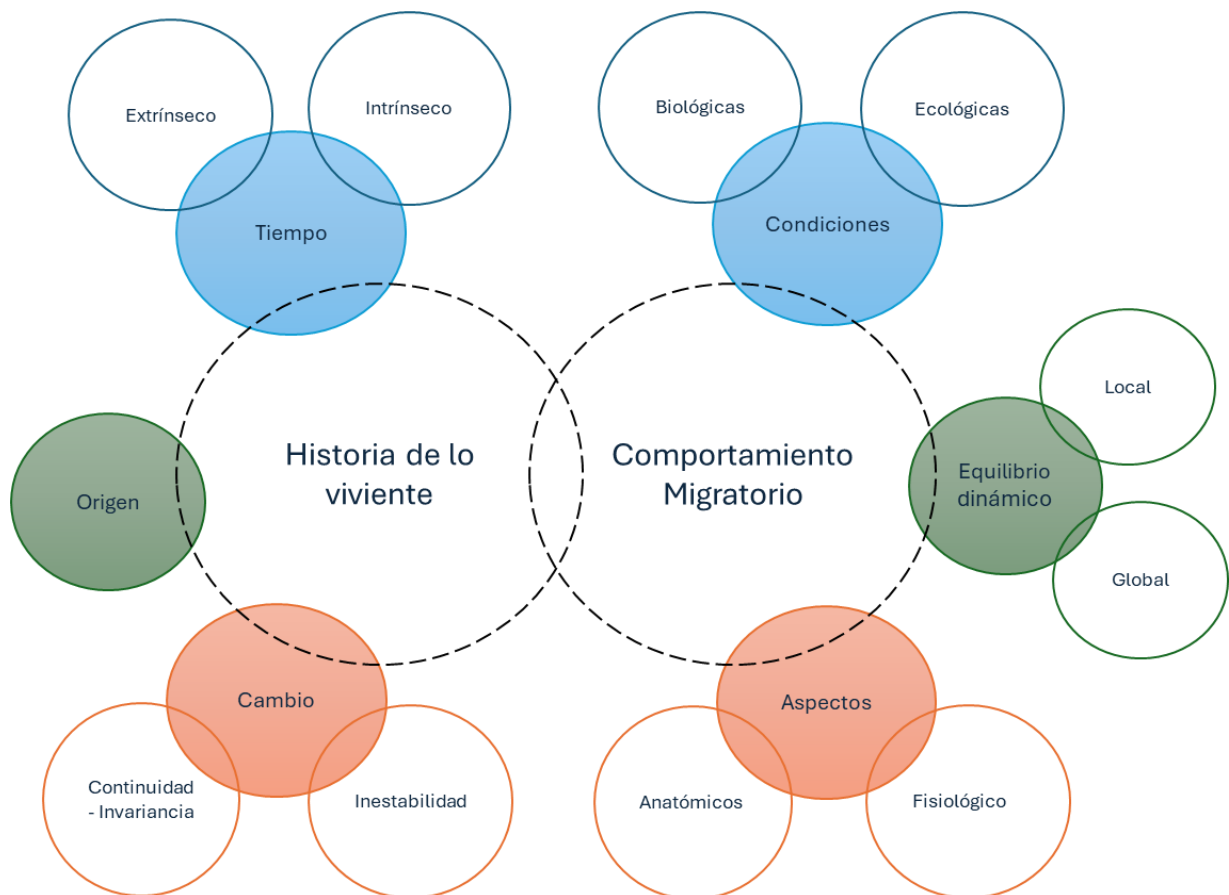 Extrínseco
Intrínseco
Biológicas
Ecológicas
Tiempo
Condiciones
Historia de lo
viviente
Comportamiento
Migratorio
Origen
Equilibrio
dinámico
Local
Global
Cambio
Aspectos
Continuidad
- Invariancia
Inestabilidad
Anatómicos
Fisiológico